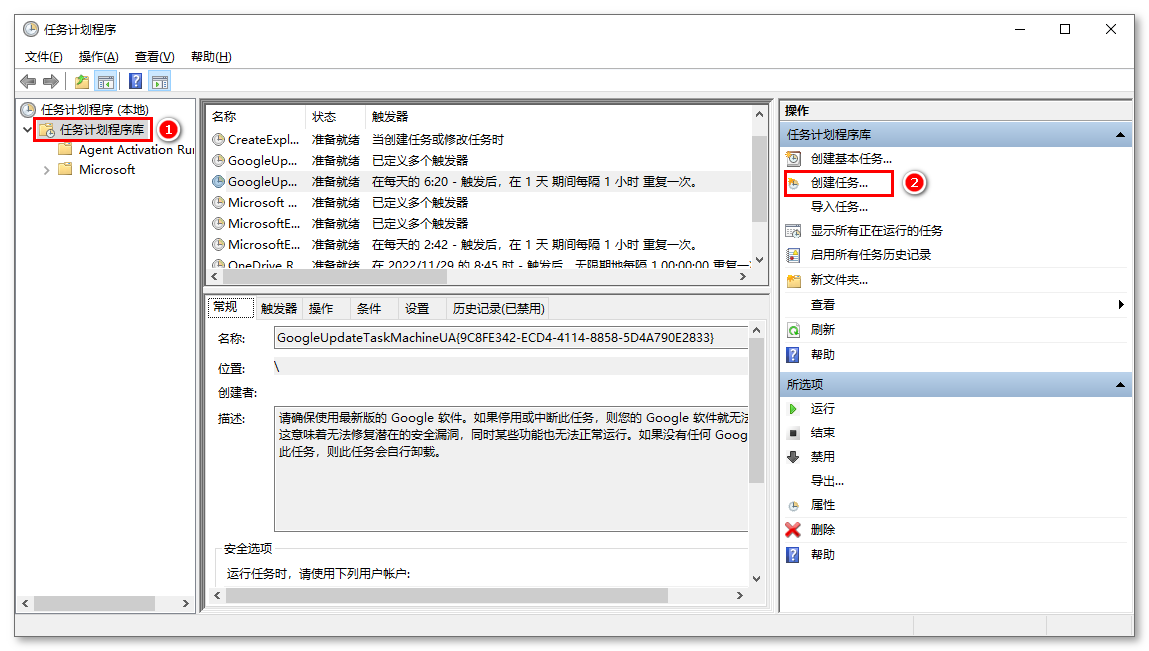 任务计划程序
文件(F) 操作(A) 查看(V) 帮助(H)
任务计划程序 (本地)
任务计划程序库
1
Agent Activation Run
Microsoft
名称 状态 触发器
CreateExpl... 准备就绪 当创建任务或修改任务时
GoogleUp... 准备就绪 已定义多个触发器
GoogleUp... 准备就绪 在每天的 6:20 - 触发后，在 1 天 期间每隔 1 小时 重复一次。
Microsoft ... 准备就绪 已定义多个触发器
MicrosoftE... 准备就绪 已定义多个触发器
MicrosoftE... 准备就绪 在每天的 2:42 - 触发后，在 1 天 期间每隔 1 小时 重复一次。
OneDrive R... 准备就绪 在 2022/11/29 的 8:45 时 - 触发后，无限期地每隔 1.00:00:00 重复一
常规 触发器 操作 条件 设置 历史记录(已禁用)
名称: GoogleUpdateTaskMachineUA{9C8FE342-ECD4-4114-8858-5D4A790E2833}
位置: \
创建者:
描述: 请确保使用最新版的 Google 软件。如果停用或中断此任务，则您的 Google 软件就无法
这意味着无法修复潜在的安全漏洞，同时某些功能也无法正常运行。如果没有任何 Goog
此任务，则此任务会自行卸载。
安全选项
运行任务时，请使用下列用户帐户:
操作
任务计划程序库
创建基本任务...
创建任务...
2
导入任务...
显示所有正在运行的任务
启用所有任务历史记录
新文件夹...
查看
刷新
帮助
所选项
运行
结束
禁用
导出...
属性
删除
帮助